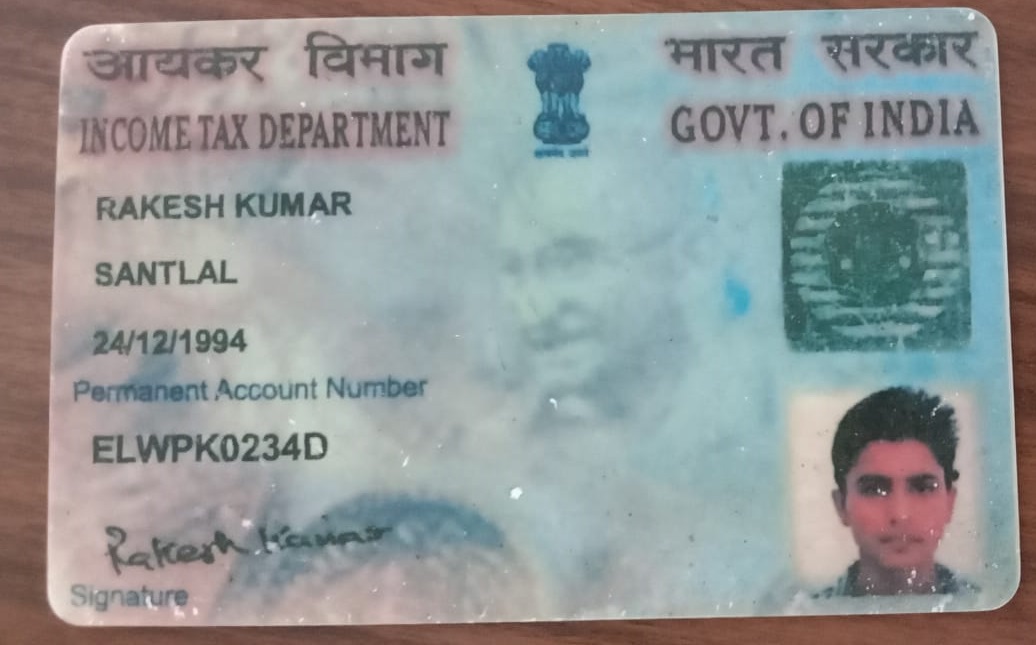 आयकर विभाग
भारत सरकार
INCOME TAX DEPARTMENT
GOVT. OF INDIA
RAKESH KUMAR
SANTLAL
24/12/1994
Permanent Account Number
ELWPK0234D
Rakesh Kumar
Signature